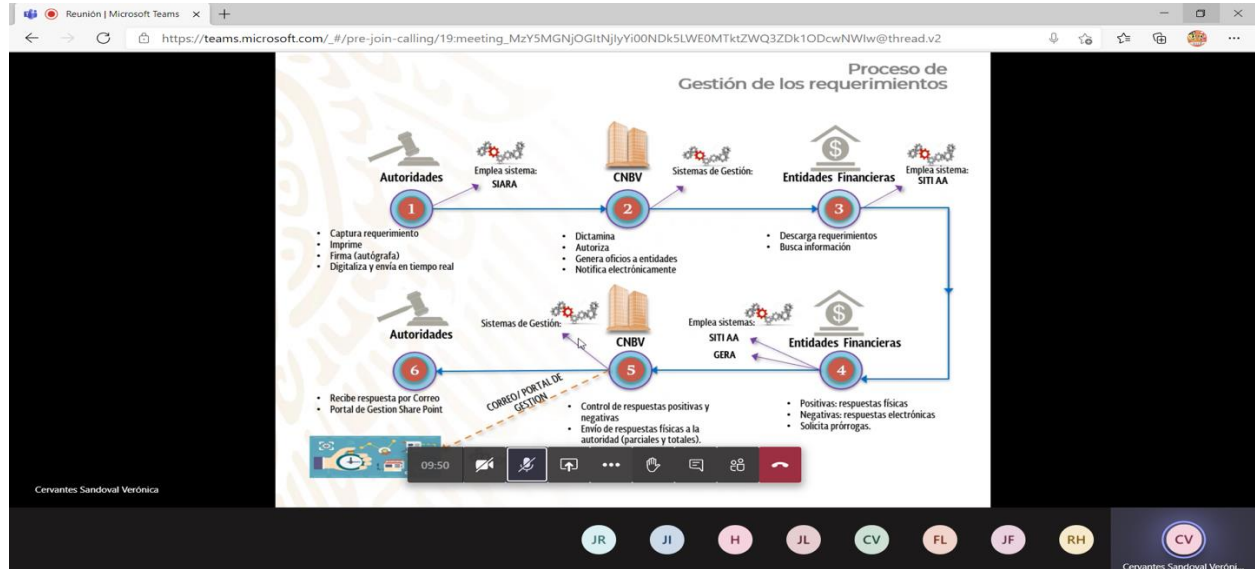 Reunión | Microsoft Teams
https://teams.microsoft.com/_#/pre-join-calling/19:meeting_MzY5MGNjOGItNjIyYi00NDk5LWE0MTktZWQ3ZDk1ODcwNWIw@thread.v2
Proceso de
Gestión de los requerimientos
Autoridades
Emplea sistema:
SIARA
1
• Captura requerimiento
• Imprime
• Firma (autógrafa)
• Digitaliza y envía en tiempo real
CNBV
Sistemas de Gestión:
2
• Dictamina
• Autoriza
• Genera oficios a entidades
• Notifica electrónicamente
Entidades Financieras
Emplea sistema:
SITI AA
3
• Descarga requerimientos
• Busca información
Autoridades
6
• Recibe respuesta por Correo
• Portal de Gestion Share Point
Sistemas de Gestión:
CNBV
5
CORREO/ PORTAL DE
GESTION
• Control de respuestas positivas y
negativas
• Envío de respuestas físicas a la
autoridad (parciales y totales).
Emplea sistemas:
SITI AA
GERA
Entidades Financieras
4
• Positivas: respuestas físicas
• Negativas: respuestas electrónicas
• Solicita prórrogas.
09:50
Cervantes Sandoval Verónica
JR
JI
H
JL
CV
FL
JF
RH
CV
Cervantes Sandoval Veróni...